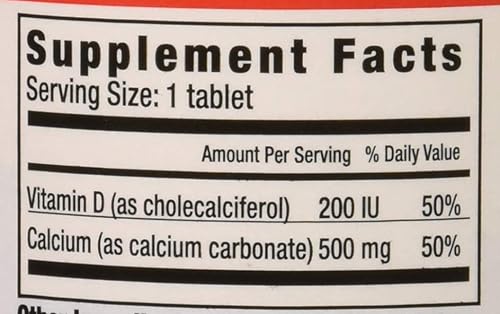 Supplement Facts
Serving Size: 1 tablet
Amount Per Serving % Daily Value
Vitamin D (as cholecalciferol) 200 IU 50%
Calcium (as calcium carbonate) 500 mg 50%